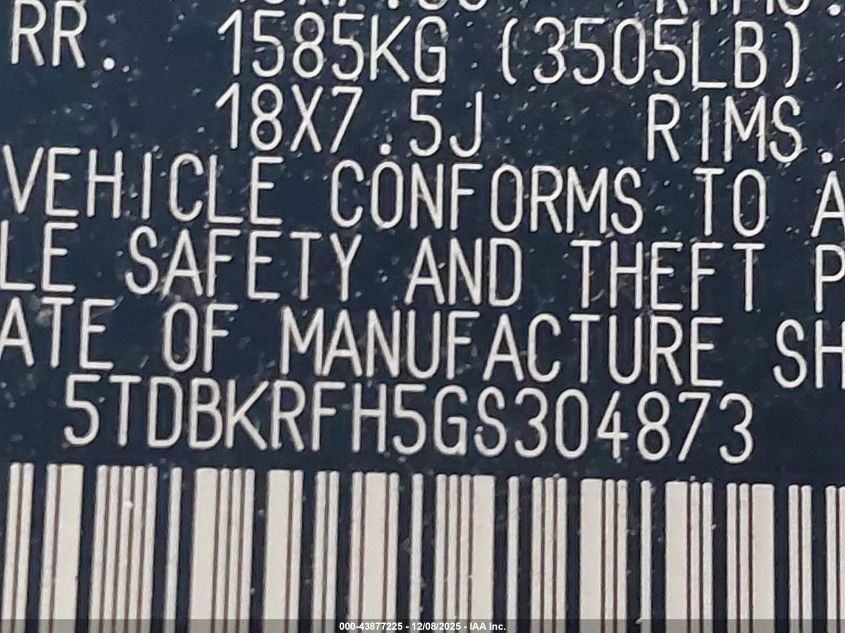 RIMS.
RR. 1585KG (3505LB)
18X7.5J RIMS.
VEHICLE CONFORMS TO A
LE SAFETY AND THEFT P
ATE OF MANUFACTURE SH
5TDBKRFH5GS304873
000-43877225 - 12/08/2025 - IAA Inc.